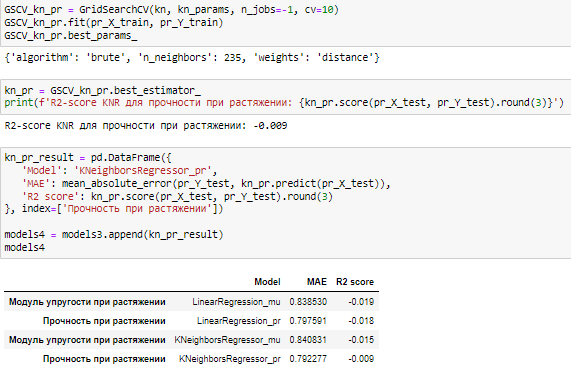 GSCV_kn_pr = GridSearchCV(kn, kn_params, n_jobs=-1, cv=10)
GSCV_kn_pr.fit(pr_X_train, pr_Y_train)
GSCV_kn_pr.best_params_
{'algorithm': 'brute', 'n_neighbors': 235, 'weights': 'distance'}
kn_pr = GSCV_kn_pr.best_estimator_
print(f'R2-score KNR для прочности при растяжении: {kn_pr.score(pr_X_test, pr_Y_test).round(3)}')
R2-score KNR для прочности при растяжении: -0.009
kn_pr_result = pd.DataFrame({
'Model': 'KNeighborsRegressor_pr',
'MAE': mean_absolute_error(pr_Y_test, kn_pr.predict(pr_X_test)),
'R2 score': kn_pr.score(pr_X_test, pr_Y_test).round(3)
}, index=['Прочность при растяжении'])
models4 = models3.append(kn_pr_result)
models4
Model MAE R2 score
Модуль упругости при растяжении LinearRegression_mu 0.838530 -0.019
Прочность при растяжении LinearRegression_pr 0.797591 -0.018
Модуль упругости при растяжении KNeighborsRegressor_mu 0.840831 -0.015
Прочность при растяжении KNeighborsRegressor_pr 0.792277 -0.009